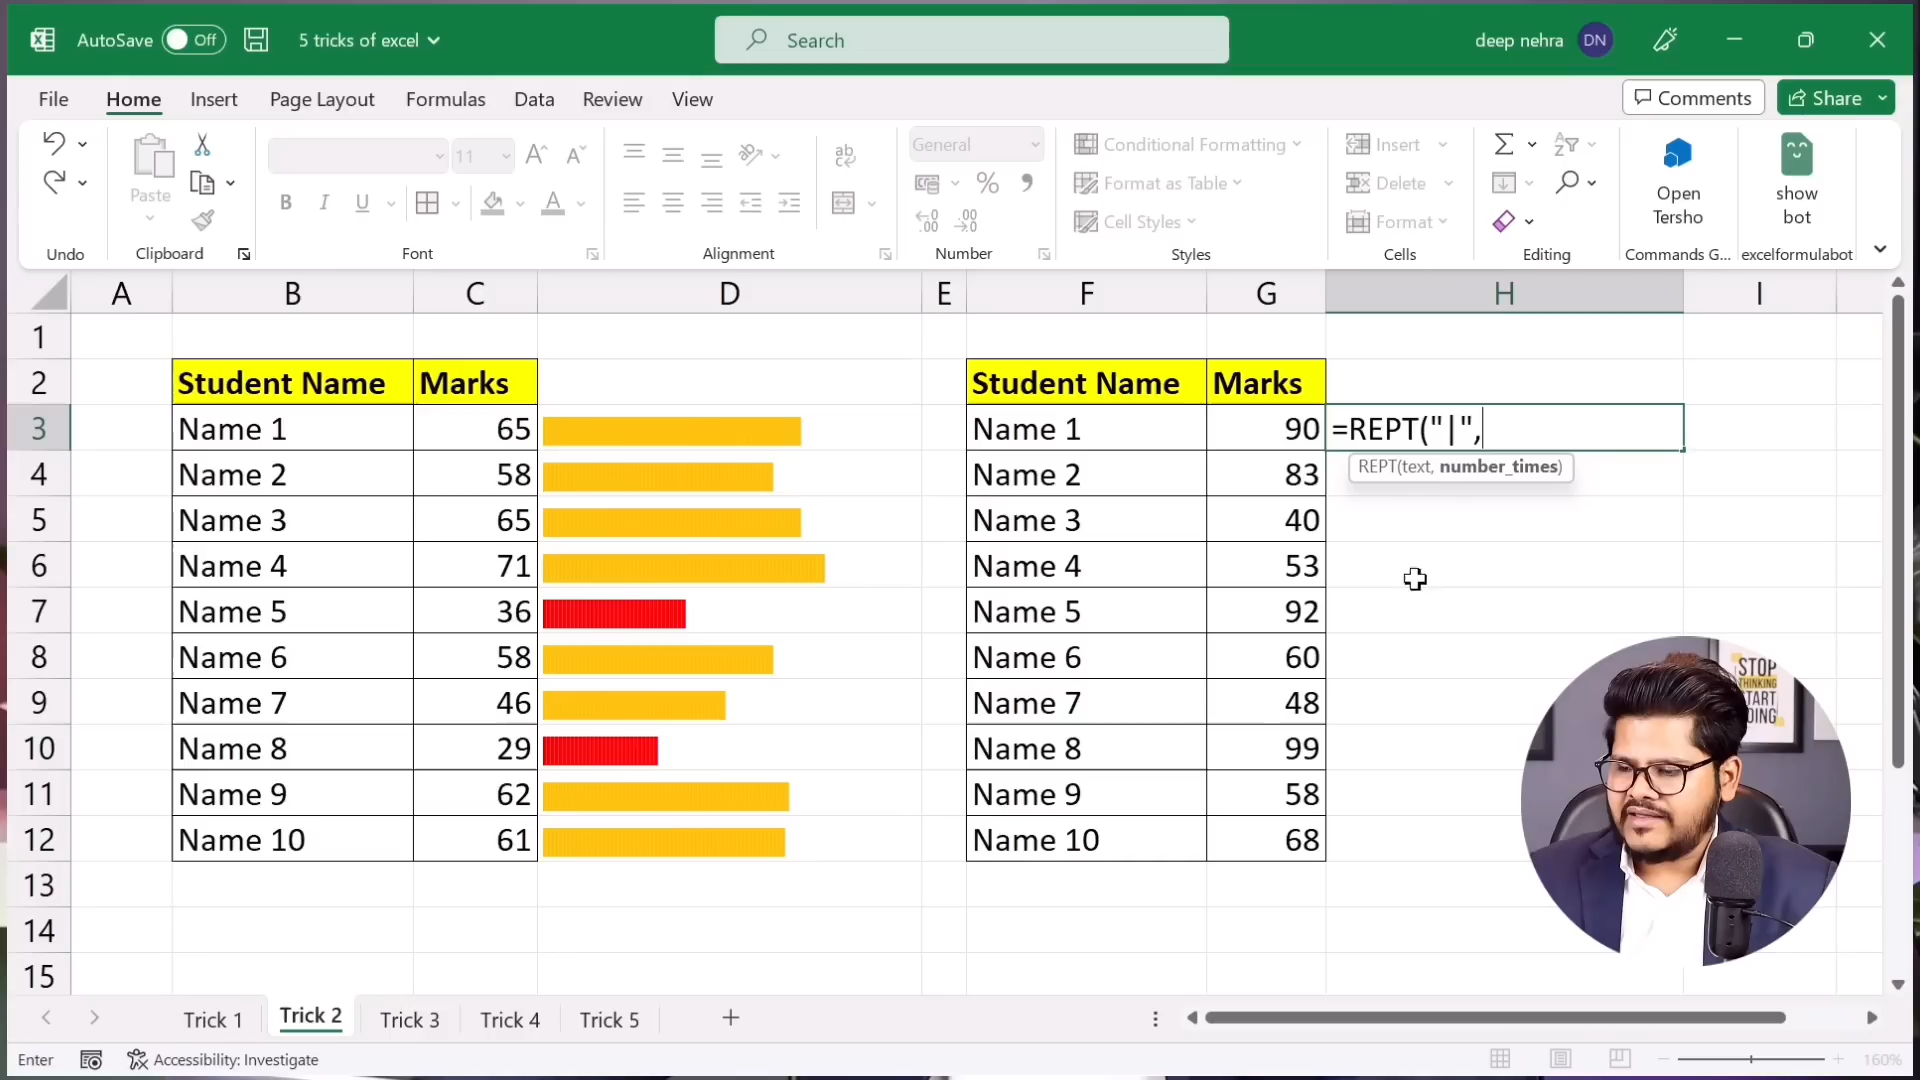 AutoSave Off 5 tricks of excel Search deep nehra DN
File Home Insert Page Layout Formulas Data Review View Comments Share
General Conditional Formatting Insert
11 ab
Paste Format as Table Delete Open Tersho show bot
B I U A % Cell Styles Format
Undo Clipboard Font Alignment Number Styles Cells Editing Commands G... excelformulabot
A B C D E F G H I
1
2 Student Name Marks Student Name Marks
3 Name 1 65 Name 1 90 =REPT("|",
REPT(text, number_times)
4 Name 2 58 Name 2 83
5 Name 3 65 Name 3 40
6 Name 4 71 Name 4 53
7 Name 5 36 Name 5 92
8 Name 6 58 Name 6 60
STOP
THINKING
START
DOING
9 Name 7 46 Name 7 48
10 Name 8 29 Name 8 99
11 Name 9 62 Name 9 58
12 Name 10 61 Name 10 68
13
14
15
Trick 1 Trick 2 Trick 3 Trick 4 Trick 5
Enter Accessibility: Investigate 160%